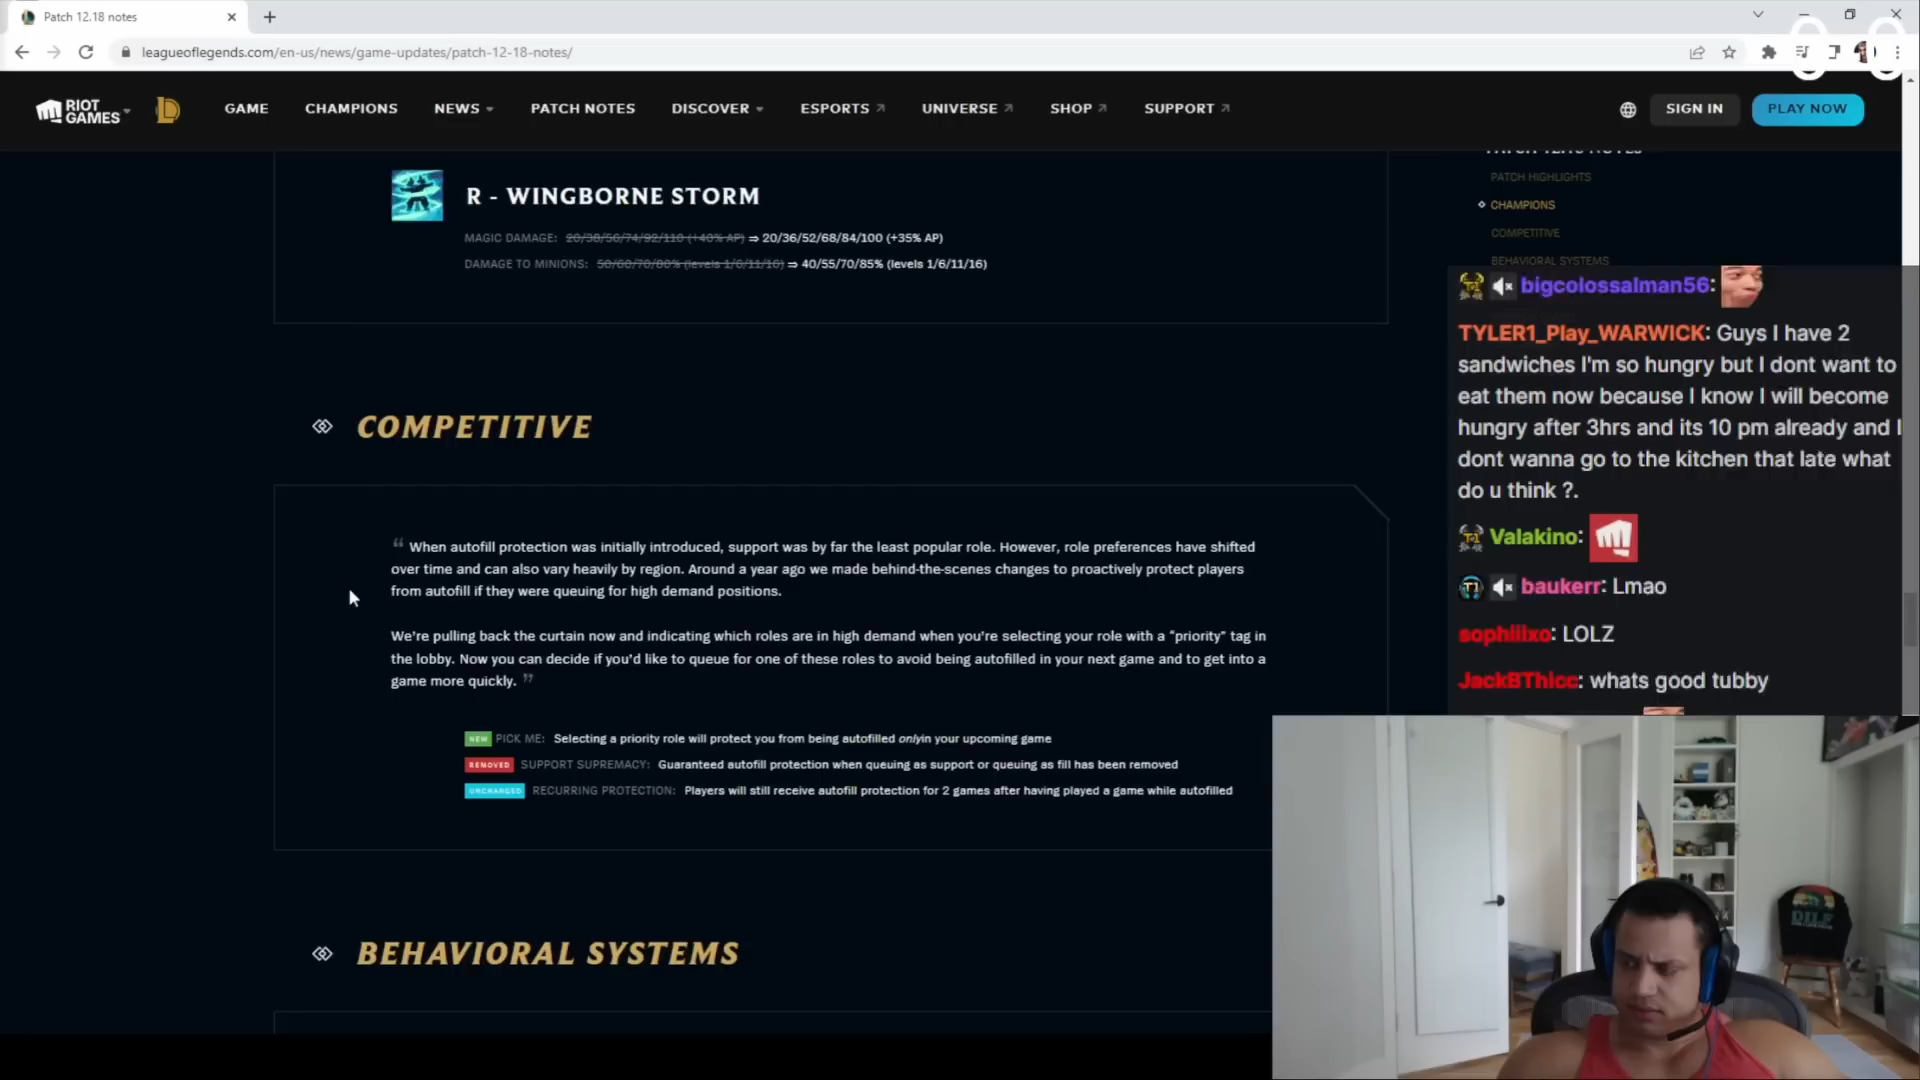 Patch 12.18 notes
leagueoflegends.com/en-us/news/game-updates/patch-12-18-notes/
RIOT GAMES
GAME
CHAMPIONS
NEWS
PATCH NOTES
DISCOVER
ESPORTS
UNIVERSE
SHOP
SUPPORT
SIGN IN
PLAY NOW
PATCH 12.18 NOTES
PATCH HIGHLIGHTS
CHAMPIONS
COMPETITIVE
BEHAVIORAL SYSTEMS
R - WINGBORNE STORM
MAGIC DAMAGE: 20/38/56/74/92/110 (+40% AP) ⇒ 20/36/52/68/84/100 (+35% AP)
DAMAGE TO MINIONS: 50/60/70/80% (levels 1/6/11/16) ⇒ 40/55/70/85% (levels 1/6/11/16)
COMPETITIVE
“ When autofill protection was initially introduced, support was by far the least popular role. However, role preferences have shifted
over time and can also vary heavily by region. Around a year ago we made behind-the-scenes changes to proactively protect players
from autofill if they were queuing for high demand positions.
We're pulling back the curtain now and indicating which roles are in high demand when you're selecting your role with a “priority” tag in
the lobby. Now you can decide if you'd like to queue for one of these roles to avoid being autofilled in your next game and to get into a
game more quickly. ”
NEW PICK ME: Selecting a priority role will protect you from being autofilled onlyin your upcoming game
REMOVED SUPPORT SUPREMACY: Guaranteed autofill protection when queuing as support or queuing as fill has been removed
UNCHANGED RECURRING PROTECTION: Players will still receive autofill protection for 2 games after having played a game while autofilled
BEHAVIORAL SYSTEMS
bigcolossalman56:
TYLER1_Play_WARWICK: Guys I have 2
sandwiches I'm so hungry but I dont want to
eat them now because I know I will become
hungry after 3hrs and its 10 pm already and I
dont wanna go to the kitchen that late what
do u think ?.
Valakino:
baukerr: Lmao
sophiiixo: LOLZ
JackBThicc: whats good tubby